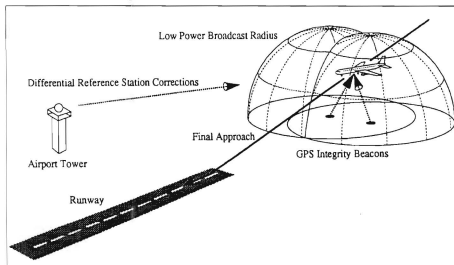 Low Power Broadcast Radius
Differential Reference Station Corrections
Final Approach
GPS Integrity Beacons
Airport Tower
Runway